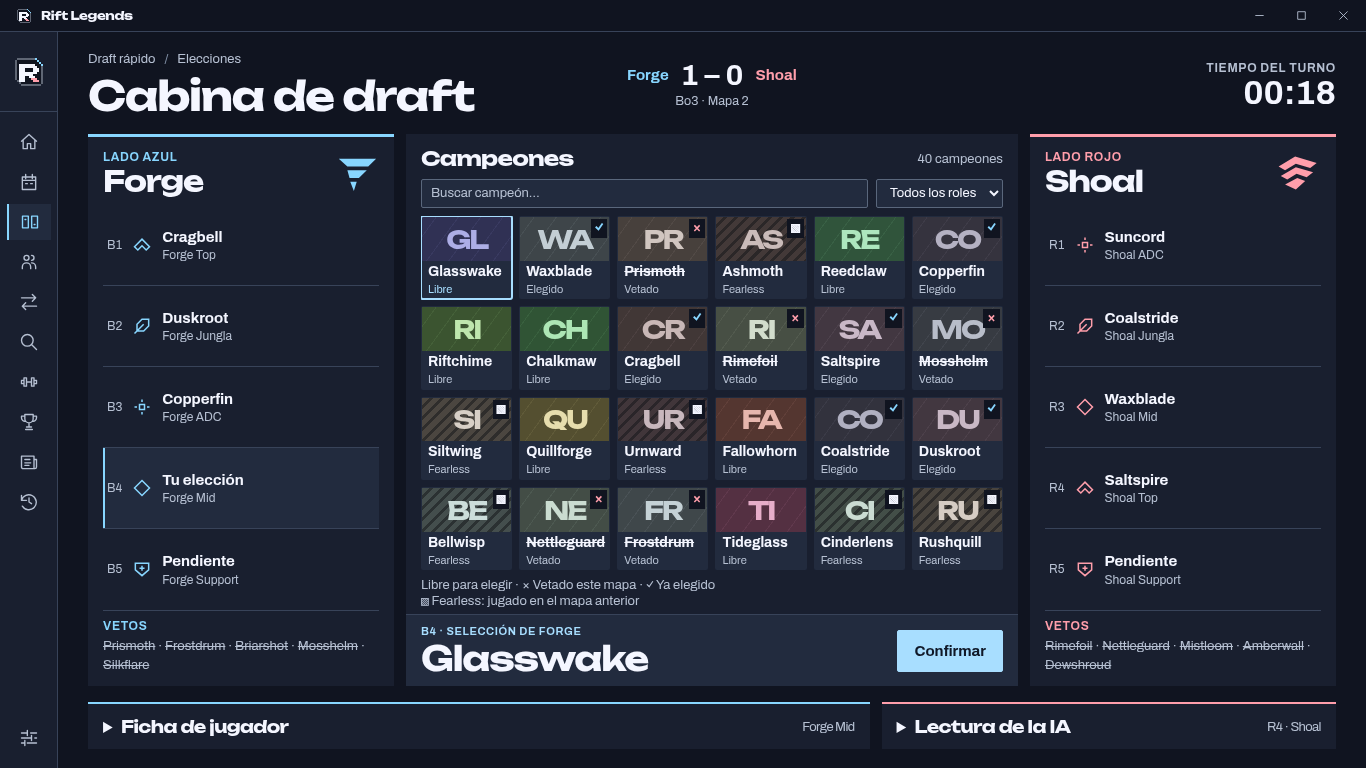 Rift Legends
Draft rápido / Elecciones
Cabina de draft
Forge 1 – 0 Shoal
Bo3 · Mapa 2
TIEMPO DEL TURNO
00:18
LADO AZUL
Forge
B1 Cragbell
Forge Top
B2 Duskroot
Forge Jungla
B3 Copperfin
Forge ADC
B4 Tu elección
Forge Mid
B5 Pendiente
Forge Support
VETOS
Prismoth · Frostdrum · Briarshot · Mosshelm ·
Silkflare
Campeones
40 campeones
Buscar campeón...
Todos los roles
GL WA PR AS RE CO
Glasswake Waxblade Prismoth Ashmoth Reedclaw Copperfin
Libre Elegido Vetado Fearless Libre Elegido
RI CH CR RI SA MO
Riftchime Chalkmaw Cragbell Rimefoil Saltspire Mosshelm
Libre Libre Elegido Vetado Elegido Vetado
SI QU UR FA CO DU
Siltwing Quillforge Urnward Fallowhorn Coalstride Duskroot
Fearless Libre Fearless Libre Elegido Elegido
BE NE FR TI CI RU
Bellwisp Nettleguard Frostdrum Tideglass Cinderlens Rushquill
Fearless Vetado Vetado Libre Fearless Fearless
Libre para elegir · × Vetado este mapa · ✓ Ya elegido
▨ Fearless: jugado en el mapa anterior
B4 · SELECCIÓN DE FORGE
Glasswake
Confirmar
LADO ROJO
Shoal
R1 Suncord
Shoal ADC
R2 Coalstride
Shoal Jungla
R3 Waxblade
Shoal Mid
R4 Saltspire
Shoal Top
R5 Pendiente
Shoal Support
VETOS
Rimefoil · Nettleguard · Mistloom · Amberwall ·
Dewshroud
▶ Ficha de jugador
Forge Mid
▶ Lectura de la IA
R4 · Shoal